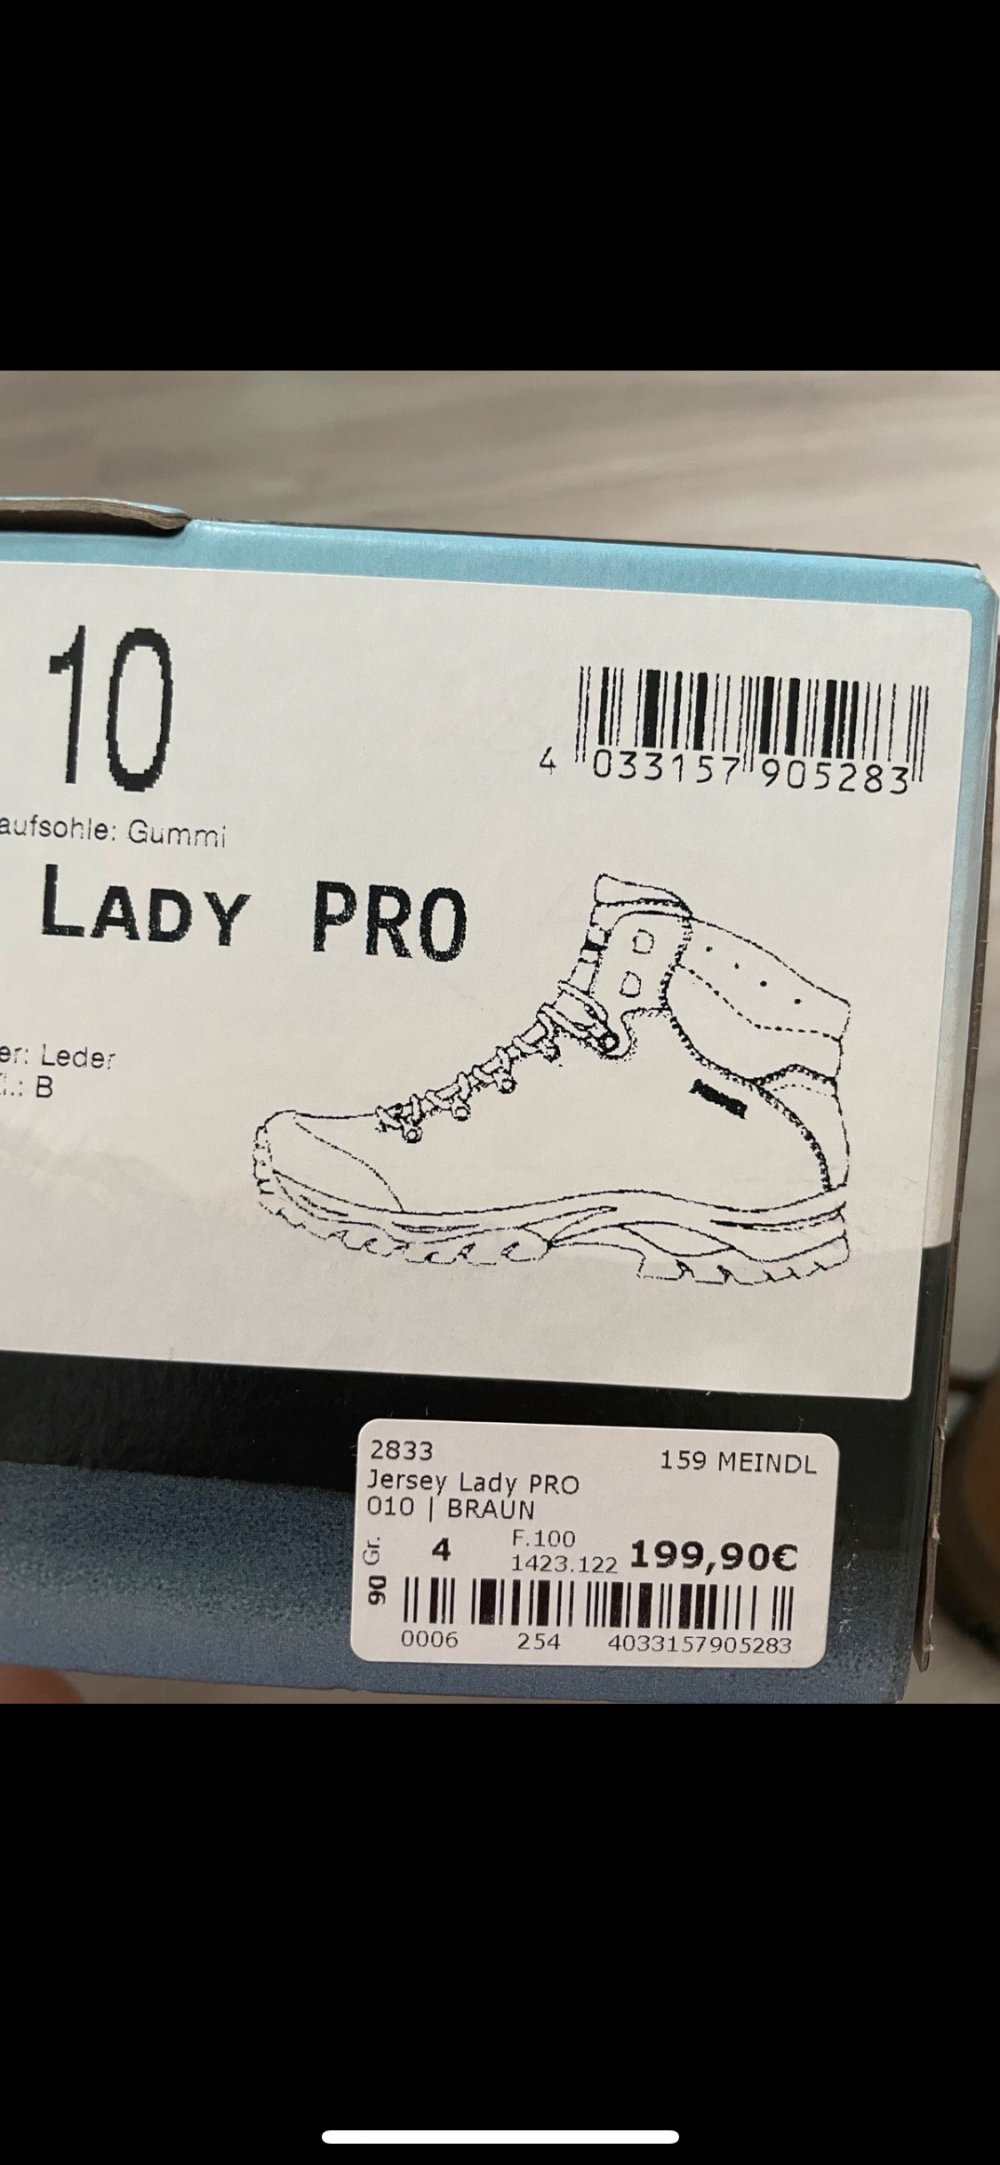 10
4 033157 905283
aufsohle: Gummi
LADY PRO
er: Leder
.: B
2833 159 MEINDL
Jersey Lady PRO
010 | BRAUN
90 Gr. 4 F.100
1423.122 199,90€
0006 254 4033157905283